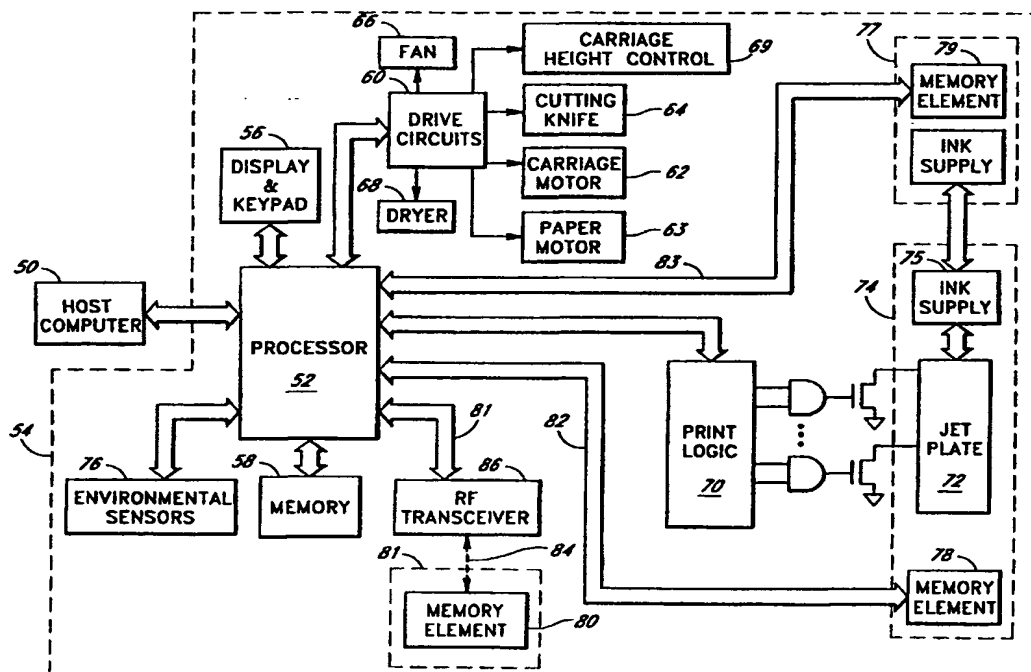 66
FAN
60
DRIVE
CIRCUITS
CARRIAGE
HEIGHT CONTROL
69
CUTTING
KNIFE
64
CARRIAGE
MOTOR
62
PAPER
MOTOR
63
68
DRYER
56
DISPLAY
&
KEYPAD
77
79
MEMORY
ELEMENT
INK
SUPPLY
83
50
HOST
COMPUTER
PROCESSOR
52
74
75
INK
SUPPLY
PRINT
LOGIC
70
JET
PLATE
72
54
76
ENVIRONMENTAL
SENSORS
58
MEMORY
81
86
RF
TRANSCEIVER
82
84
81
MEMORY
ELEMENT
80
78
MEMORY
ELEMENT